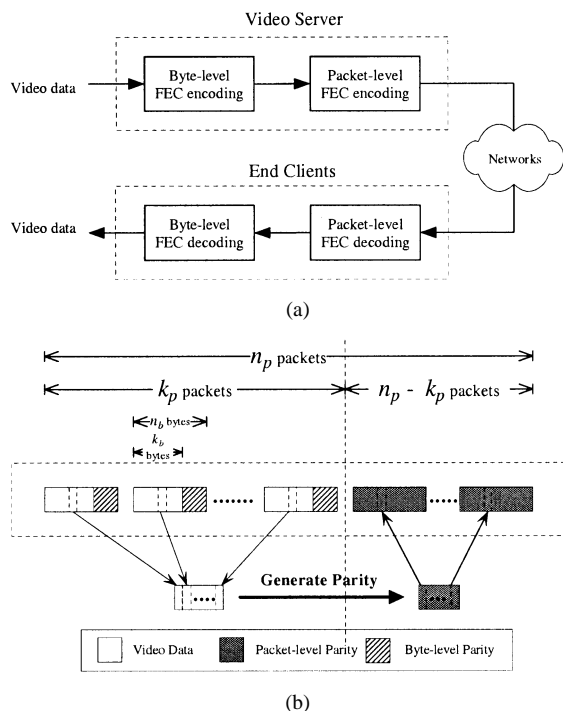 Video Server
Video data
Byte-level
FEC encoding
Packet-level
FEC encoding
Networks
End Clients
Video data
Byte-level
FEC decoding
Packet-level
FEC decoding
(a)
n_p packets
k_p packets
n_p - k_p packets
n_b bytes
k_b
bytes
Generate Parity
Video Data
Packet-level Parity
Byte-level Parity
(b)